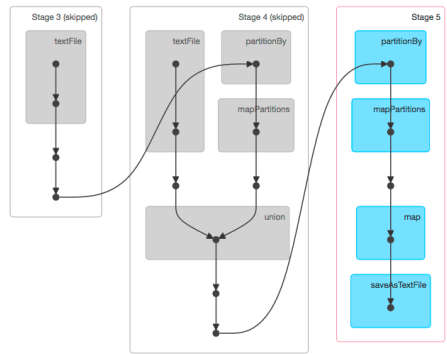 Stage 3 (skipped)
textFile
Stage 4 (skipped)
textFile
partitionBy
mapPartitions
union
Stage 5
partitionBy
mapPartitions
map
saveAsTextFile